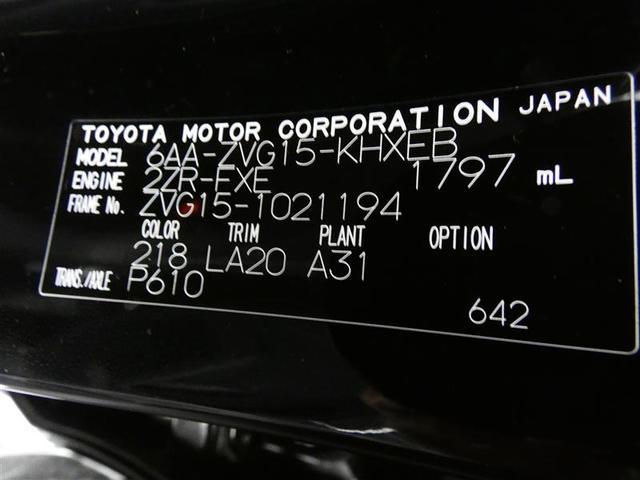 TOYOTA MOTOR CORPORATION JAPAN
MODEL 6AA-ZVG15-KHXEB
ENGINE 2ZR-FXE 1797 mL
FRAME No. ZVG15-1021194
COLOR TRIM PLANT OPTION
218 LA20 A31
TRANS./AXLE P610
642